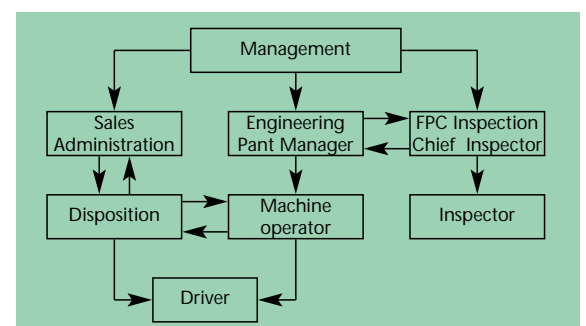 Management
Sales
Administration
Engineering
Pant Manager
FPC Inspection
Chief Inspector
Disposition
Machine
operator
Inspector
Driver